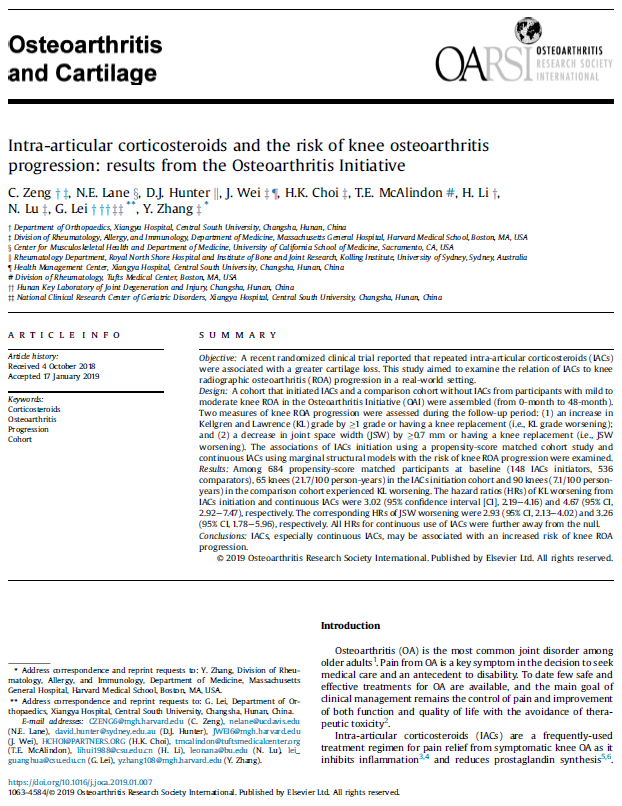 Osteoarthritis
and Cartilage
OARSI OSTEOARTHRITIS
RESEARCH SOCIETY
INTERNATIONAL
Intra-articular corticosteroids and the risk of knee osteoarthritis
progression: results from the Osteoarthritis Initiative
C. Zeng † ‡, N.E. Lane §, D.J. Hunter ||, J. Wei ‡ ¶, H.K. Choi ‡, T.E. McAlindon #, H. Li †,
N. Lu ‡, G. Lei † †† ‡‡ **, Y. Zhang ‡ *
† Department of Orthopaedics, Xiangya Hospital, Central South University, Changsha, Hunan, China
‡ Division of Rheumatology, Allergy, and Immunology, Department of Medicine, Massachusetts General Hospital, Harvard Medical School, Boston, MA, USA
§ Center for Musculoskeletal Health and Department of Medicine, University of California School of Medicine, Sacramento, CA, USA
|| Rheumatology Department, Royal North Shore Hospital and Institute of Bone and Joint Research, Kolling Institute, University of Sydney, Sydney, Australia
¶ Health Management Center, Xiangya Hospital, Central South University, Changsha, Hunan, China
# Division of Rheumatology, Tufts Medical Center, Boston, MA, USA
†† Hunan Key Laboratory of Joint Degeneration and Injury, Changsha, Hunan, China
‡‡ National Clinical Research Center of Geriatric Disorders, Xiangya Hospital, Central South University, Changsha, Hunan, China
ARTICLE INFO
Article history:
Received 4 October 2018
Accepted 17 January 2019
Keywords:
Corticosteroids
Osteoarthritis
Progression
Cohort
SUMMARY
Objective: A recent randomized clinical trial reported that repeated intra-articular corticosteroids (IACs)
were associated with a greater cartilage loss. This study aimed to examine the relation of IACs to knee
radiographic osteoarthritis (ROA) progression in a real-world setting.
Design: A cohort that initiated IACs and a comparison cohort without IACs from participants with mild to
moderate knee ROA in the Osteoarthritis Initiative (OAI) were assembled (from 0-month to 48-month).
Two measures of knee ROA progression were assessed during the follow-up period: (1) an increase in
Kellgren and Lawrence (KL) grade by ≥1 grade or having a knee replacement (i.e., KL grade worsening);
and (2) a decrease in joint space width (JSW) by ≥0.7 mm or having a knee replacement (i.e., JSW
worsening). The associations of IACs initiation using a propensity-score matched cohort study and
continuous IACs using marginal structural models with the risk of knee ROA progression were examined.
Results: Among 684 propensity-score matched participants at baseline (148 IACs initiators, 536
comparators), 65 knees (21.7/100 person-years) in the IACs initiation cohort and 90 knees (7.1/100 person-
years) in the comparison cohort experienced KL worsening. The hazard ratios (HRs) of KL worsening from
IACs initiation and continuous IACs were 3.02 (95% confidence interval [CI], 2.19–4.16) and 4.67 (95% CI,
2.92–7.47), respectively. The corresponding HRs of JSW worsening were 2.93 (95% CI, 2.13–4.02) and 3.26
(95% CI, 1.78–5.96), respectively. All HRs for continuous use of IACs were further away from the null.
Conclusions: IACs, especially continuous IACs, may be associated with an increased risk of knee ROA
progression.
© 2019 Osteoarthritis Research Society International. Published by Elsevier Ltd. All rights reserved.
* Address correspondence and reprint requests to: Y. Zhang, Division of Rheu-
matology, Allergy, and Immunology, Department of Medicine, Massachusetts
General Hospital, Harvard Medical School, Boston, MA, USA.
** Address correspondence and reprint requests to: G. Lei, Department of Or-
thopaedics, Xiangya Hospital, Central South University, Changsha, Hunan, China.
E-mail addresses: CZENG6@mgh.harvard.edu (C. Zeng), nelane@ucdavis.edu
(N.E. Lane), david.hunter@sydney.edu.au (D.J. Hunter), JWEI6@mgh.harvard.edu
(J. Wei), HCHOI@PARTNERS.ORG (H.K. Choi), tmcalindon@tuftsmedicalcenter.org
(T.E. McAlindon), lihui1988@csu.edu.cn (H. Li), leonana@bu.edu (N. Lu), lei_
guanghua@csu.edu.cn (G. Lei), yzhang108@mgh.harvard.edu (Y. Zhang).
Introduction
Osteoarthritis (OA) is the most common joint disorder among
older adults1. Pain from OA is a key symptom in the decision to seek
medical care and an antecedent to disability. To date few safe and
effective treatments for OA are available, and the main goal of
clinical management remains the control of pain and improvement
of both function and quality of life with the avoidance of thera-
peutic toxicity2.
Intra-articular corticosteroids (IACs) are a frequently-used
treatment regimen for pain relief from symptomatic knee OA as it
inhibits inflammation3,4 and reduces prostaglandin synthesis5,6.
https://doi.org/10.1016/j.joca.2019.01.007
1063-4584/© 2019 Osteoarthritis Research Society International. Published by Elsevier Ltd. All rights reserved.